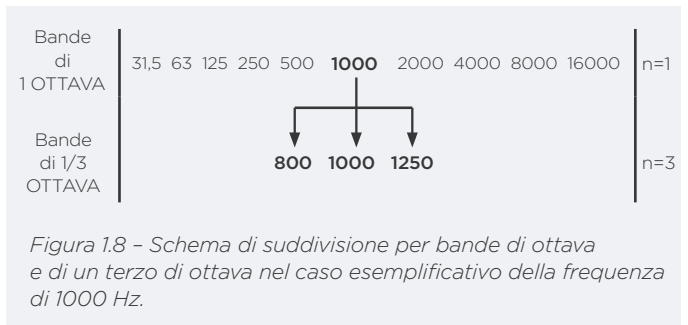 Bande
di
1 OTTAVA
31,5 63 125 250 500 1000 2000 4000 8000 16000
n=1
Bande
di 1/3
OTTAVA
800 1000 1250
n=3
Figura 1.8 – Schema di suddivisione per bande di ottava
e di un terzo di ottava nel caso esemplificativo della frequenza
di 1000 Hz.